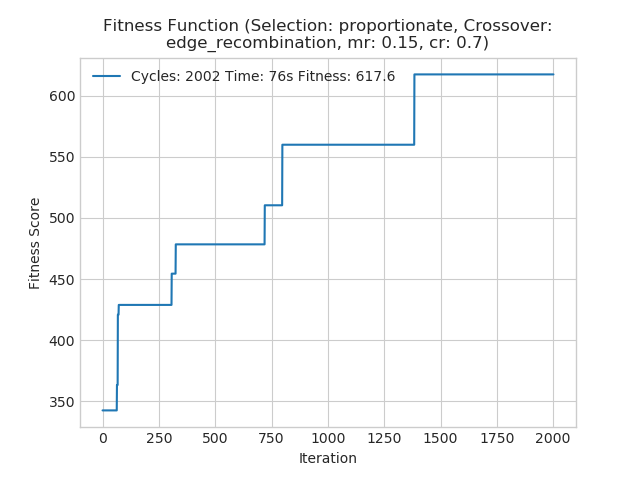 Fitness Function (Selection: proportionate, Crossover:
edge_recombination, mr: 0.15, cr: 0.7)
Cycles: 2002 Time: 76s Fitness: 617.6
Fitness Score
600
550
500
450
400
350
0 250 500 750 1000 1250 1500 1750 2000
Iteration